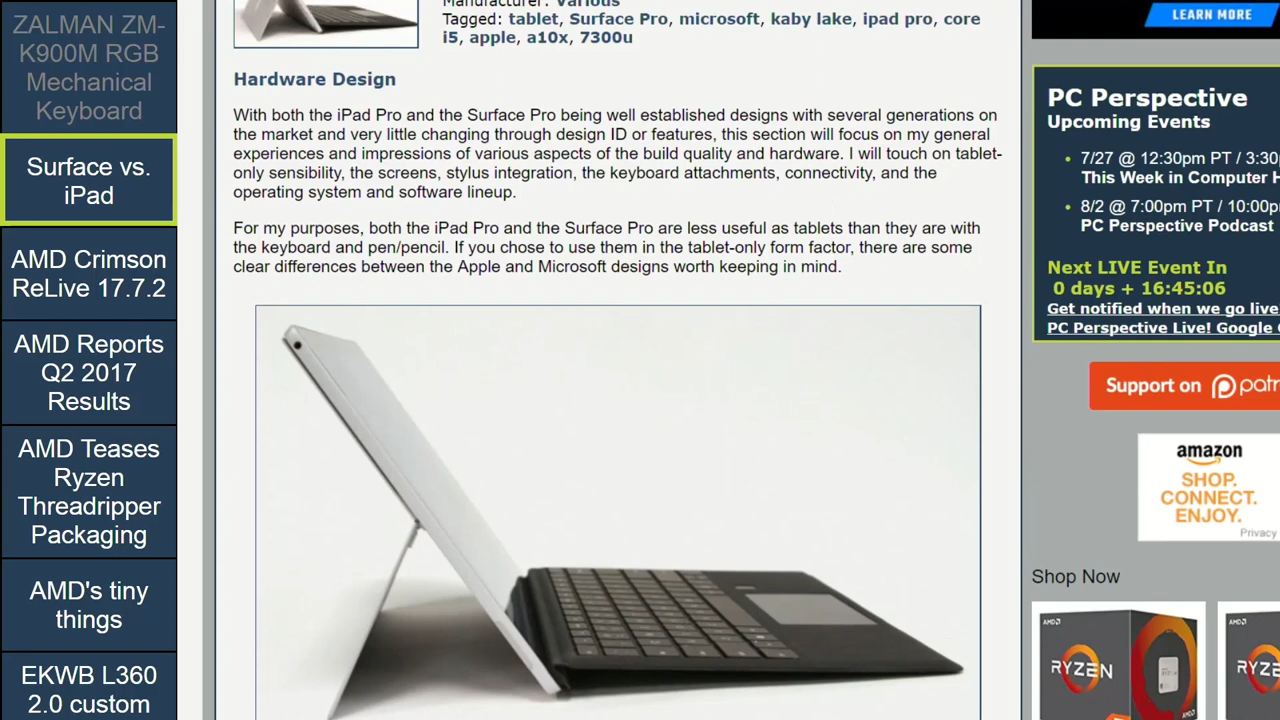 ZALMAN ZM-
K900M RGB
Mechanical
Keyboard
Surface vs.
iPad
AMD Crimson
ReLive 17.7.2
AMD Reports
Q2 2017
Results
AMD Teases
Ryzen
Threadripper
Packaging
AMD's tiny
things
EKWB L360
2.0 custom
Manufacturer: Various
Tagged: tablet, Surface Pro, microsoft, kaby lake, ipad pro, core
i5, apple, a10x, 7300u
Hardware Design
With both the iPad Pro and the Surface Pro being well established designs with several generations on
the market and very little changing through design ID or features, this section will focus on my general
experiences and impressions of various aspects of the build quality and hardware. I will touch on tablet-
only sensibility, the screens, stylus integration, the keyboard attachments, connectivity, and the
operating system and software lineup.
For my purposes, both the iPad Pro and the Surface Pro are less useful as tablets than they are with
the keyboard and pen/pencil. If you chose to use them in the tablet-only form factor, there are some
clear differences between the Apple and Microsoft designs worth keeping in mind.
LEARN MORE
PC Perspective
Upcoming Events
• 7/27 @ 12:30pm PT / 3:30
This Week in Computer H
• 8/2 @ 7:00pm PT / 10:00p
PC Perspective Podcast
Next LIVE Event In
0 days + 16:45:06
Get notified when we go live
PC Perspective Live! Google C
Support on patr
amazon
SHOP.
CONNECT.
ENJOY.
Privacy
Shop Now
AMD
RYZEN
AMD
AMD
RYZE